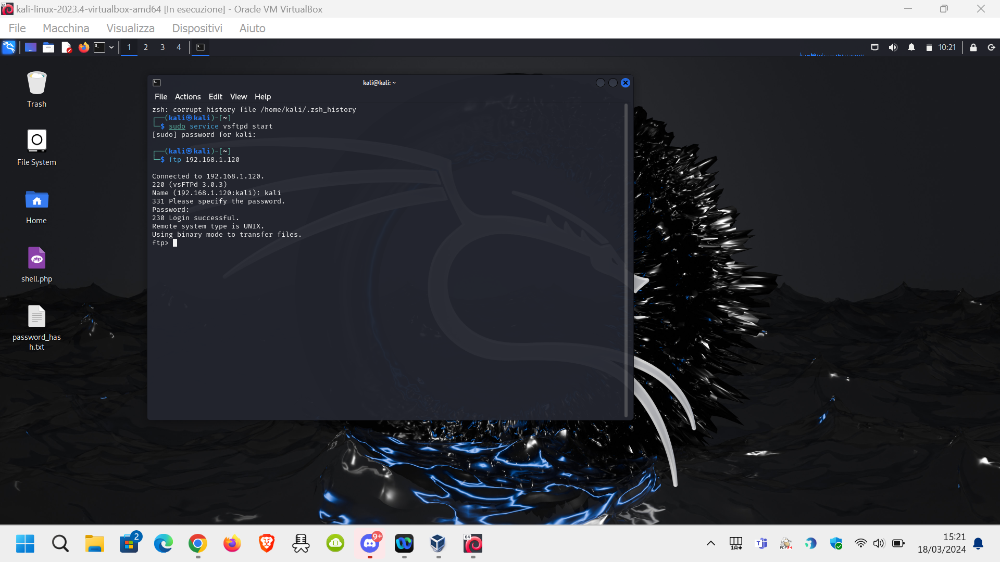 kali-linux-2023.4-virtualbox-amd64 [In esecuzione] - Oracle VM VirtualBox
File Macchina Visualizza Dispositivi Aiuto
1 2 3 4 10:21
Trash
File System
Home
shell.php
password_has
h.txt
kali@kali: ~
File Actions Edit View Help
zsh: corrupt history file /home/kali/.zsh_history
┌──(kali㉿kali)-[~]
└─$ sudo service vsftpd start
[sudo] password for kali:
┌──(kali㉿kali)-[~]
└─$ ftp 192.168.1.120
Connected to 192.168.1.120.
220 (vsFTPd 3.0.3)
Name (192.168.1.120:kali): kali
331 Please specify the password.
Password:
230 Login successful.
Remote system type is UNIX.
Using binary mode to transfer files.
ftp>
php
2
9+
64
15:21
18/03/2024